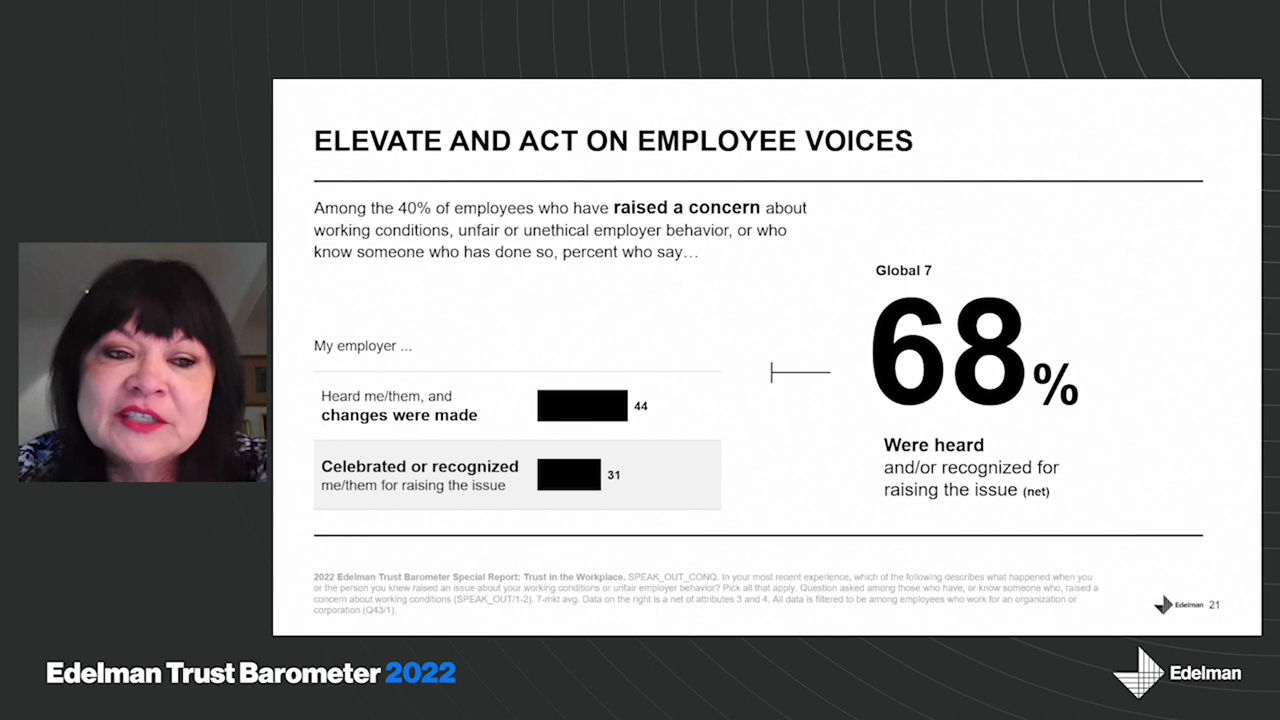 ELEVATE AND ACT ON EMPLOYEE VOICES
Among the 40% of employees who have raised a concern about
working conditions, unfair or unethical employer behavior, or who
know someone who has done so, percent who say…
My employer ...
Heard me/them, and
changes were made
44
Celebrated or recognized
me/them for raising the issue
31
Global 7
68%
Were heard
and/or recognized for
raising the issue (net)
2022 Edelman Trust Barometer Special Report: Trust in the Workplace. SPEAK_OUT_CONQ. In your most recent experience, which of the following describes what happened when you
or the person you knew raised an issue about your working conditions or unfair employer behavior? Pick all that apply. Question asked among those who have, or know someone who, raised a
concern about working conditions (SPEAK_OUT/1-2). 7-mkt avg. Data on the right is a net of attributes 3 and 4. All data is filtered to be among employees who work for an organization or
corporation (Q43/1).
Edelman 21
Edelman Trust Barometer 2022
Edelman